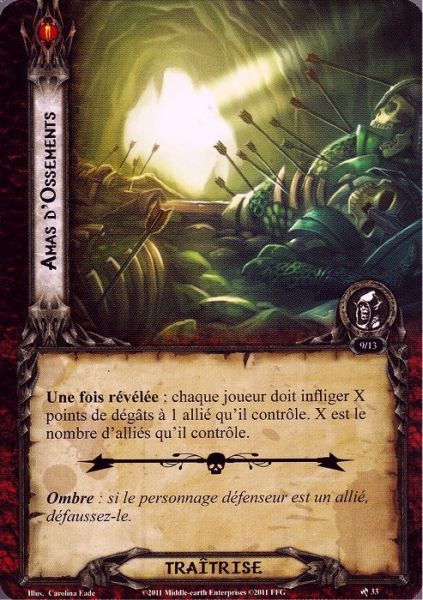 AMAS D'OSSEMENTS
9/13
Une fois révélée : chaque joueur doit infliger X
points de dégâts à 1 allié qu'il contrôle. X est le
nombre d'alliés qu'il contrôle.
Ombre : si le personnage défenseur est un allié,
défaussez-le.
TRAÎTRISE
Illus. Carolina Eade ©2011 Middle-earth Enterprises ©2011 FFG 33